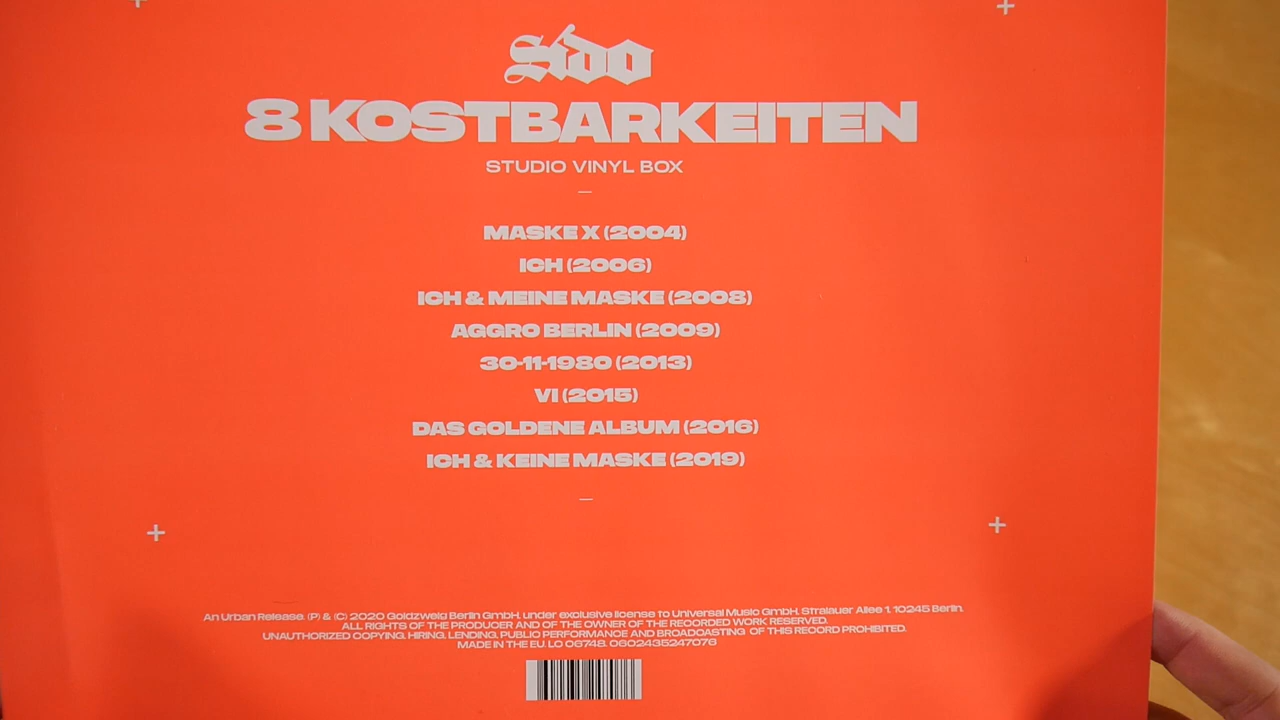 Sido
8 KOSTBARKEITEN
STUDIO VINYL BOX
MASKE X (2004)
ICH (2006)
ICH & MEINE MASKE (2008)
AGGRO BERLIN (2009)
30-11-1980 (2013)
VI (2015)
DAS GOLDENE ALBUM (2016)
ICH & KEINE MASKE (2019)
An Urban Release. (P) & (C) 2020 Goldzweig Berlin GmbH. under exclusive license to Universal Music GmbH, Stralauer Allee 1, 10245 Berlin.
ALL RIGHTS OF THE PRODUCER AND OF THE OWNER OF THE RECORDED WORK RESERVED.
UNAUTHORIZED COPYING, HIRING, LENDING, PUBLIC PERFORMANCE AND BROADCASTING OF THIS RECORD PROHIBITED.
MADE IN THE EU. LO 06748. 0602435247076